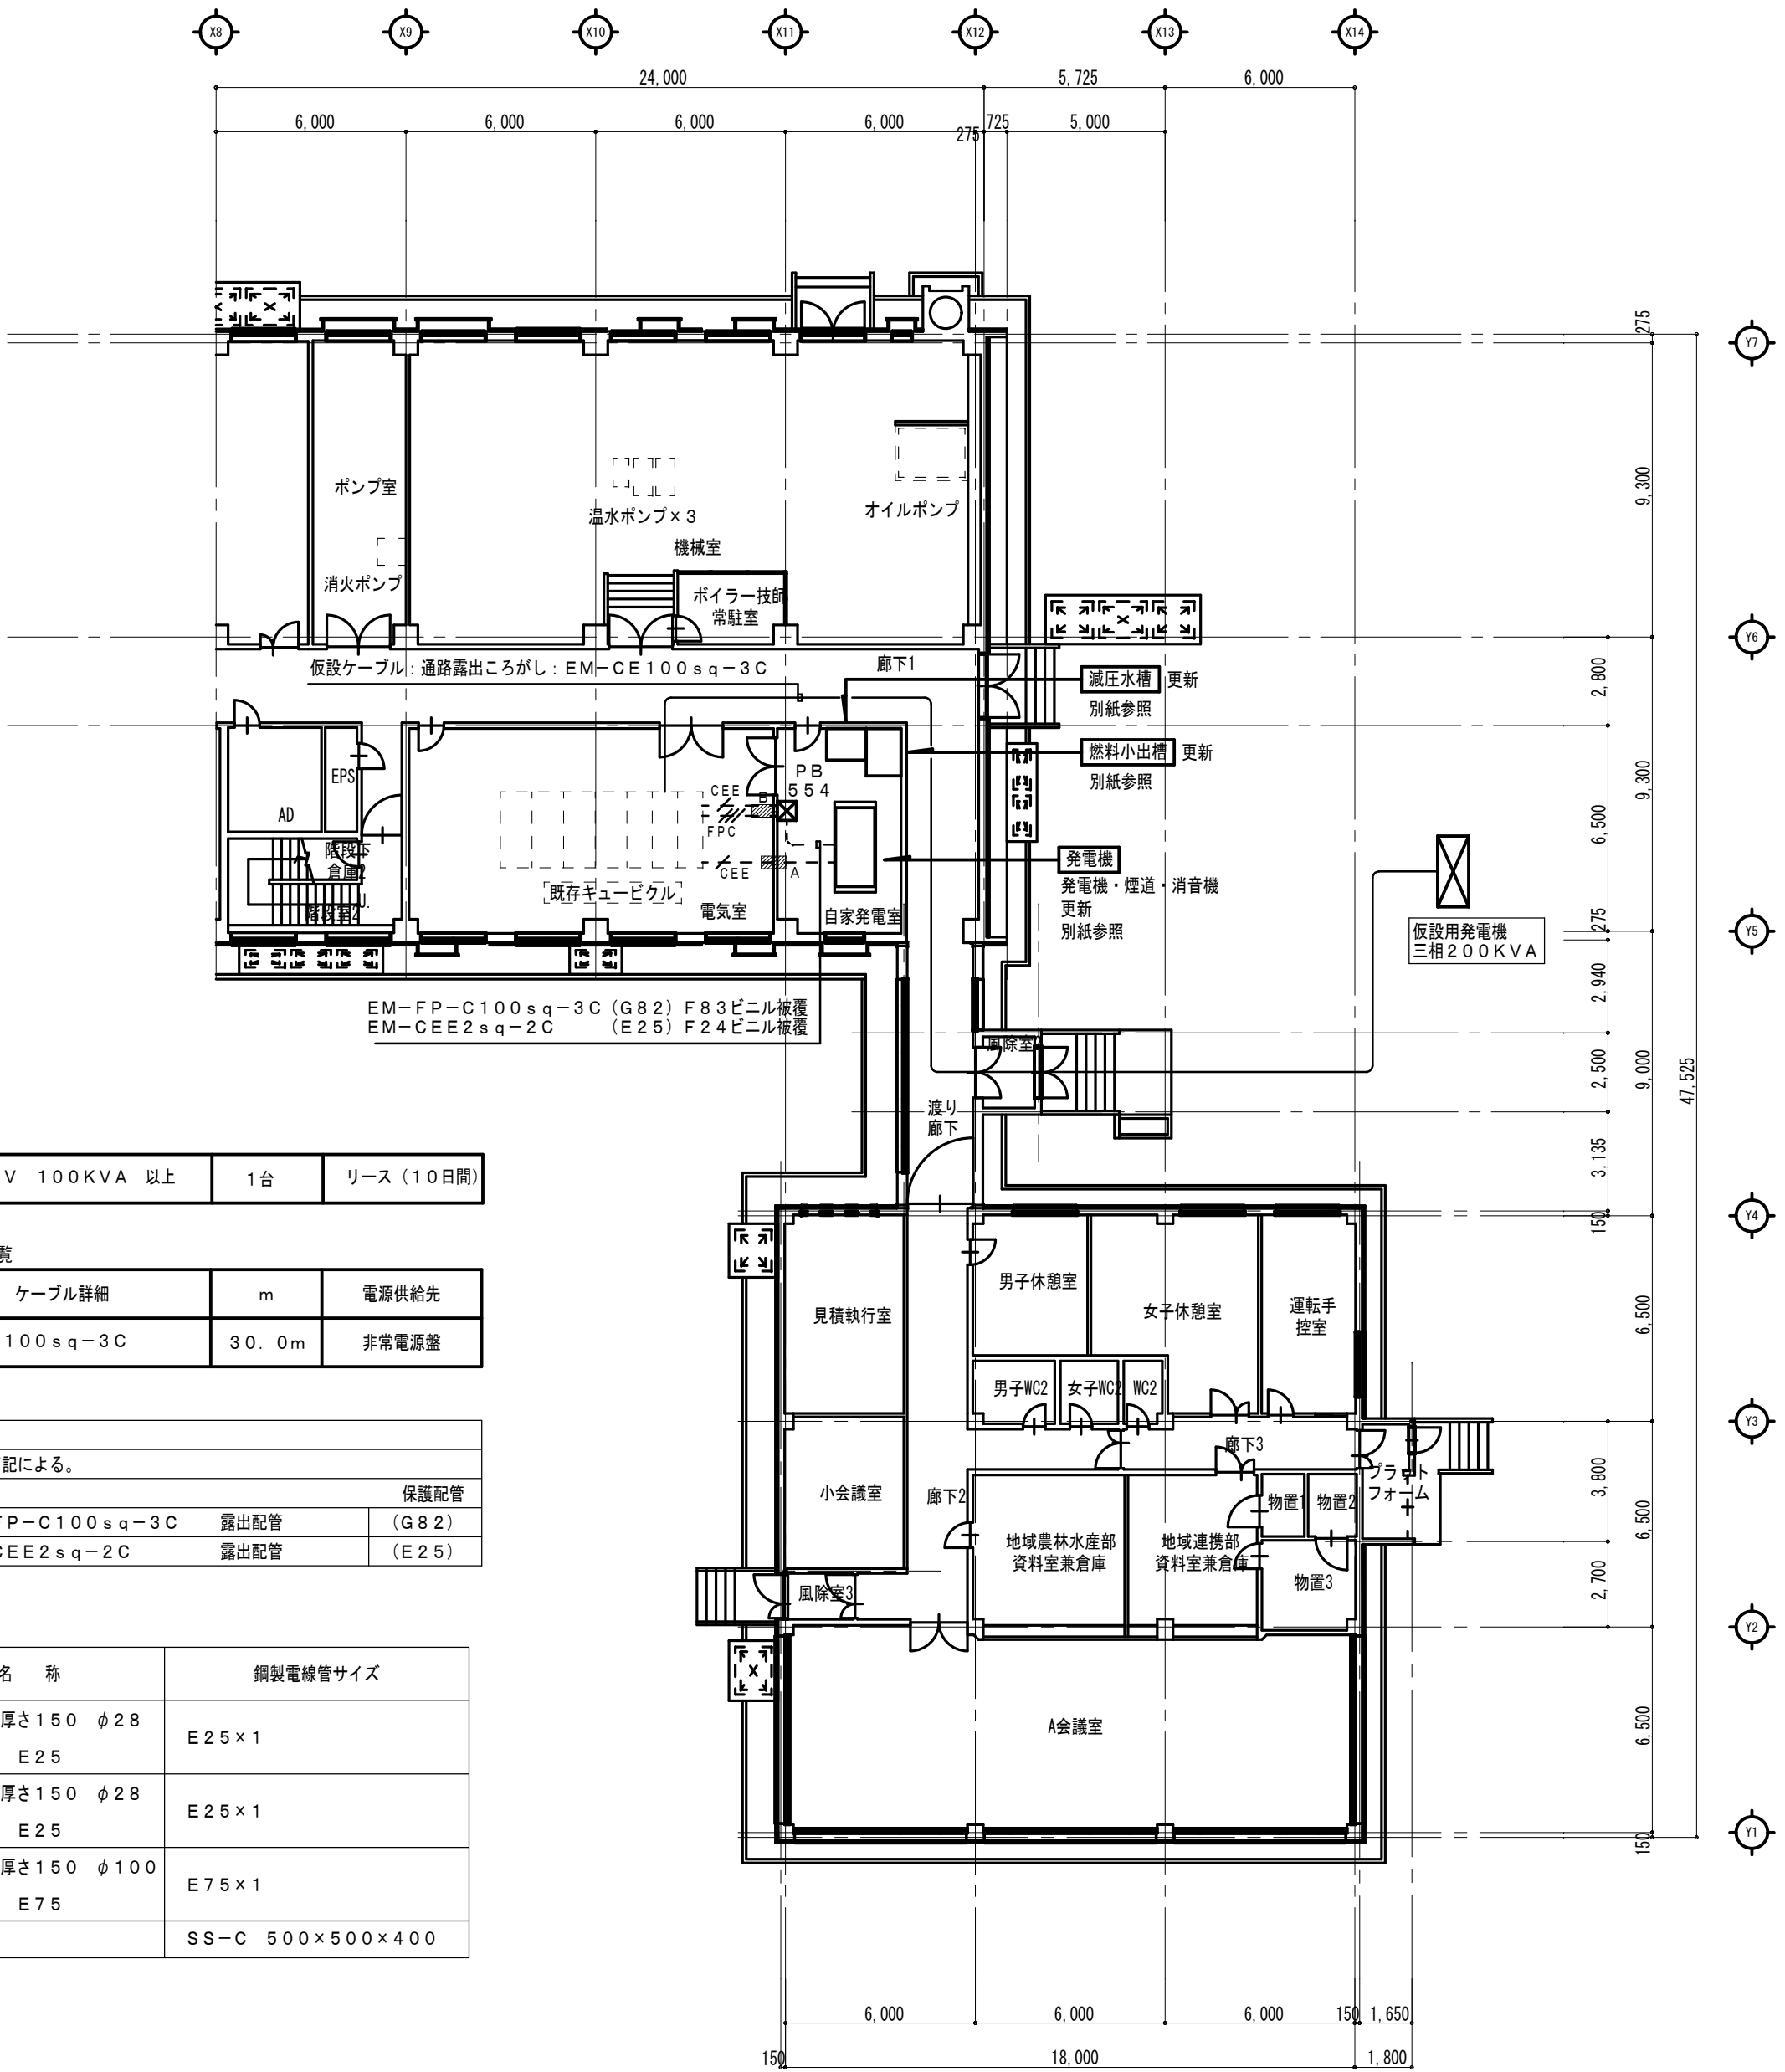 X8 X9 X10 X11 X12 X13 X14
24,000 5,725 6,000
6,000 6,000 6,000 6,000 275 725 5,000
Y7
275
ポンプ室
オイルポンプ
9,300
温水ポンプ×3
機械室
消火ポンプ
ボイラー技師
常駐室
Y6
仮設ケーブル：通路露出ころがし：EM−CE100sq−3C
廊下1
減圧水槽 更新
別紙参照
2,800
燃料小出槽 更新
別紙参照
EPS
PB
554
CEE
B
FPC
AD
9,300
6,500
階段下
倉庫2
CEE
A
発電機
発電機・煙道・消音機
更新
別紙参照
既存キュービクル
U.
階段室2
電気室
自家発電室
仮設用発電機
三相200KVA
275
Y5
2,940
EM−FP−C100sq−3C（G82）F83ビニル被覆
EM−CEE2sq−2C （E25）F24ビニル被覆
風除室
2,500
9,000
47,525
渡り
廊下
3,135
V 100KVA 以上 1台 リース（10日間）
150
Y4
覧
ケーブル詳細 m 電源供給先
100sq−3C 30.0m 非常電源盤
男子休憩室
女子休憩室
運転手
控室
見積執行室
6,500
男子WC2 女子WC2 WC2
Y3
廊下3
記による。
保護配管
FP−C100sq−3C 露出配管 （G82）
CEE2sq−2C 露出配管 （E25）
小会議室
廊下2
物置1 物置2
プラット
フォーム
3,800
6,500
地域農林水産部
資料室兼倉庫
地域連携部
資料室兼倉庫
物置3
風除室3
2,700
Y2
名 称 鋼製電線管サイズ
厚さ150 φ28
E25
E25×1
厚さ150 φ28
E25
E25×1
厚さ150 φ100
E75
E75×1
SS−C 500×500×400
A会議室
6,500
150
Y1
6,000 6,000 6,000 150 1,650
150 18,000 1,800